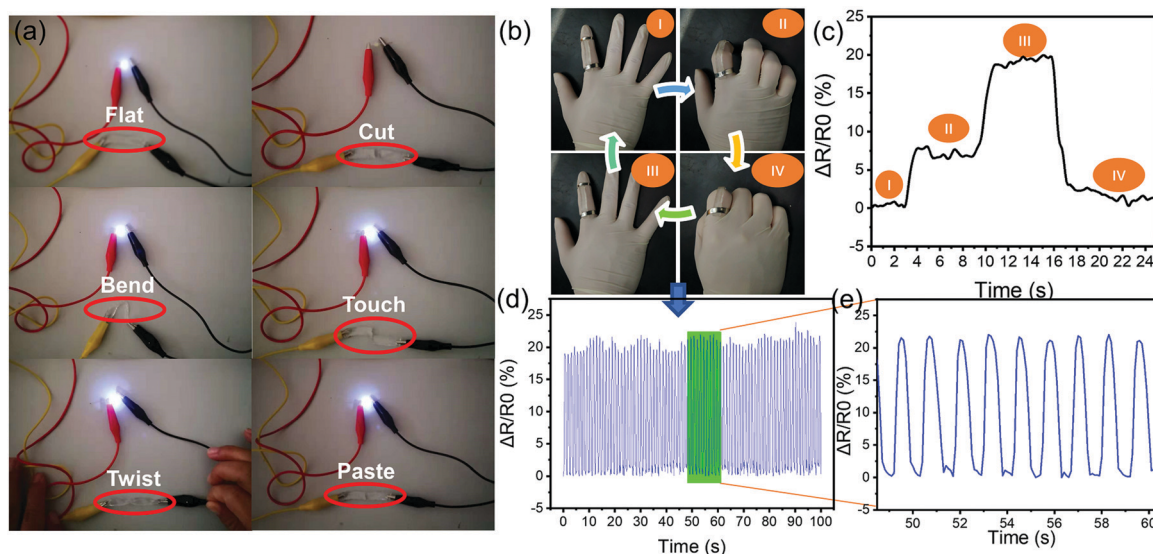 (a)
Flat
Cut
Bend
Touch
Twist
Paste
(b)
I
II
III
IV
(c)
ΔR/R0 (%)
25
20
15
10
5
0
-5
I
II
III
IV
0 2 4 6 8 10 12 14 16 18 20 22 24
Time (s)
(d)
ΔR/R0 (%)
25
20
15
10
5
0
0 10 20 30 40 50 60 70 80 90 100
Time (s)
(e)
ΔR/R0 (%)
25
20
15
10
5
0
-5
50 52 54 56 58 60
Time (s)